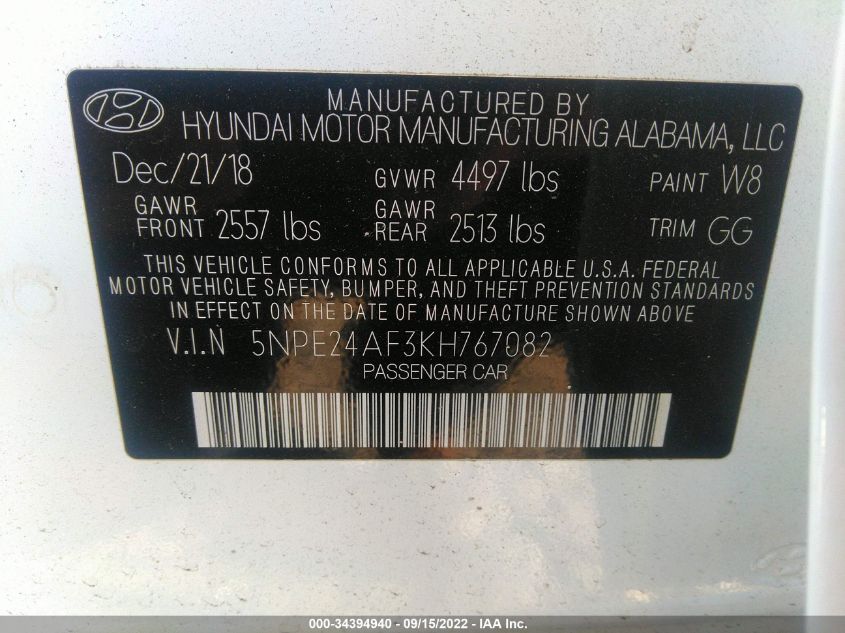 MANUFACTURED BY
HYUNDAI MOTOR MANUFACTURING ALABAMA, LLC
Dec/21/18 GVWR 4497 lbs PAINT W8
GAWR FRONT 2557 lbs GAWR REAR 2513 lbs TRIM GG
THIS VEHICLE CONFORMS TO ALL APPLICABLE U.S.A. FEDERAL
MOTOR VEHICLE SAFETY, BUMPER, AND THEFT PREVENTION STANDARDS
IN EFFECT ON THE DATE OF MANUFACTURE SHOWN ABOVE
V.I.N 5NPE24AF3KH767082
PASSENGER CAR
000-34394940 - 09/15/2022 - IAA Inc.